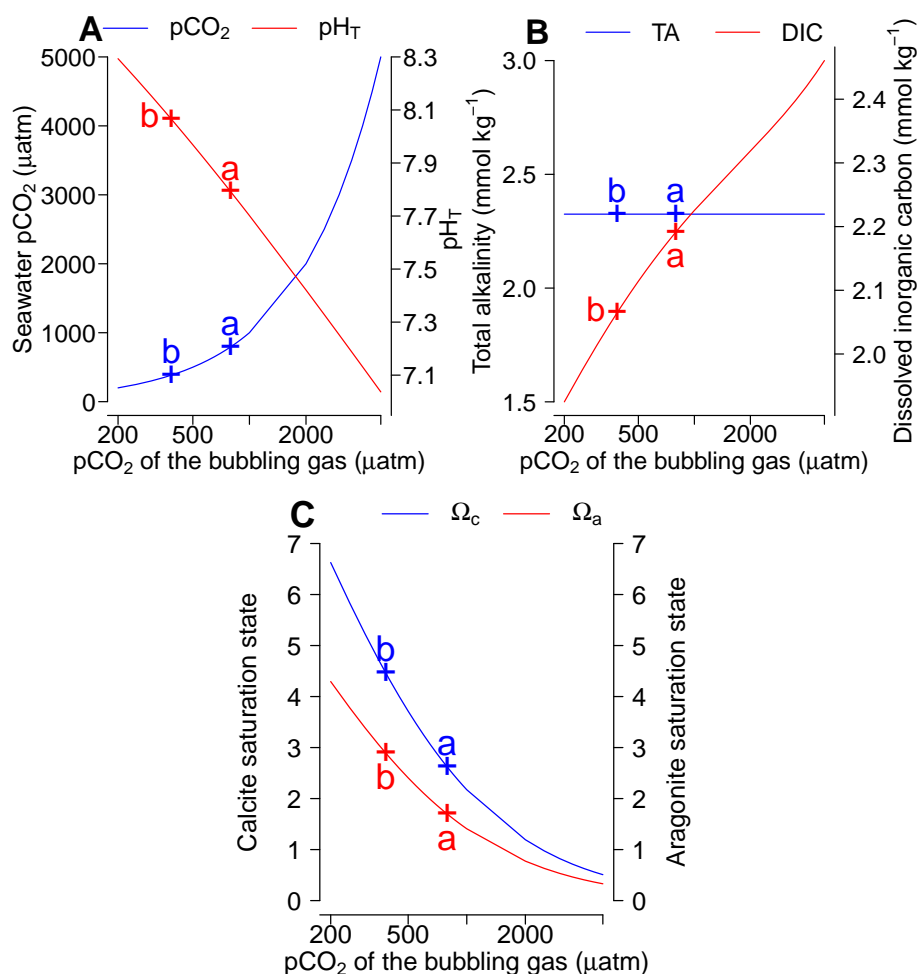 A
pCO₂ pH_T
5000
4000
3000
2000
1000
0
Seawater pCO₂ (µatm)
8.3
8.1
7.9
7.7
7.5
7.3
7.1
pH_T
b
a
b
a
200 500 2000
pCO₂ of the bubbling gas (µatm)
B
TA DIC
3.0
2.5
2.0
1.5
Total alkalinity (mmol kg⁻¹)
2.4
2.3
2.2
2.1
2.0
Dissolved inorganic carbon (mmol kg⁻¹)
b
a
b
a
200 500 2000
pCO₂ of the bubbling gas (µatm)
C
Ω_c Ω_a
7
6
5
4
3
2
1
0
Calcite saturation state
7
6
5
4
3
2
1
0
Aragonite saturation state
b
a
b
a
200 500 2000
pCO₂ of the bubbling gas (µatm)